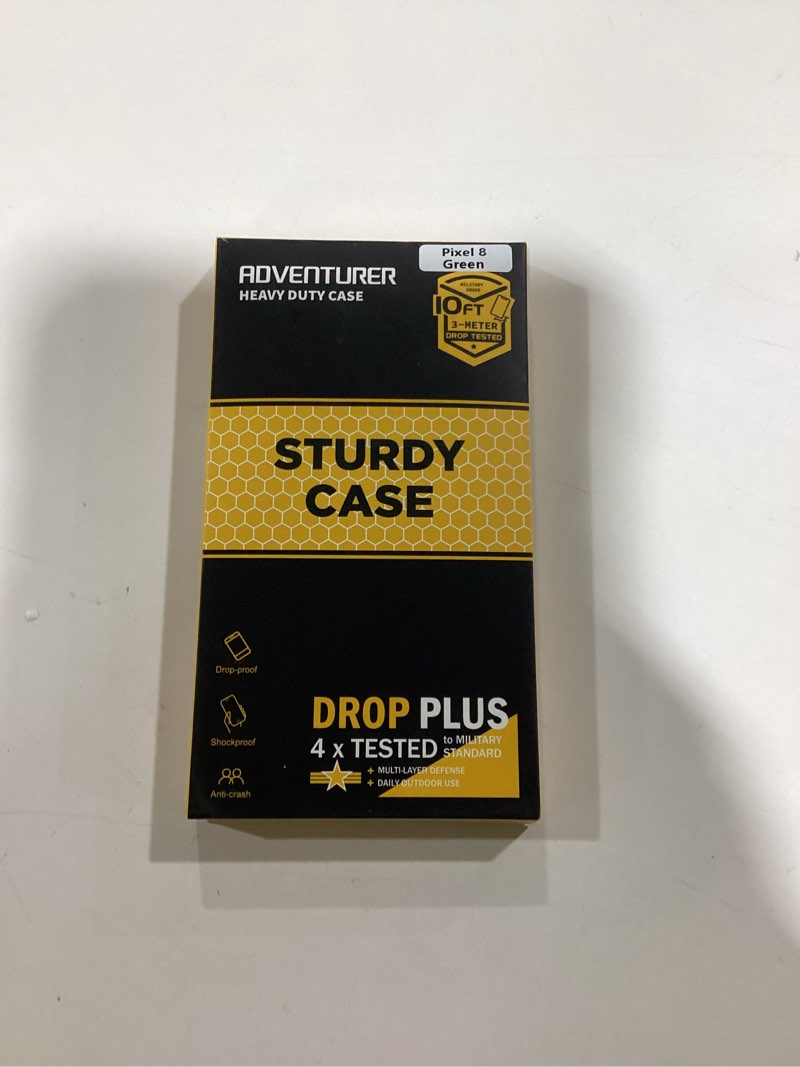 Pixel 8
Green
ADVENTURER
HEAVY DUTY CASE
MILITARY
GRADE
10FT
3-METER
DROP TESTED
STURDY
CASE
Drop-proof
Shockproof
Anti-crash
DROP PLUS
4 x TESTED to MILITARY STANDARD
+ MULTI-LAYER DEFENSE
+ DAILY OUTDOOR USE